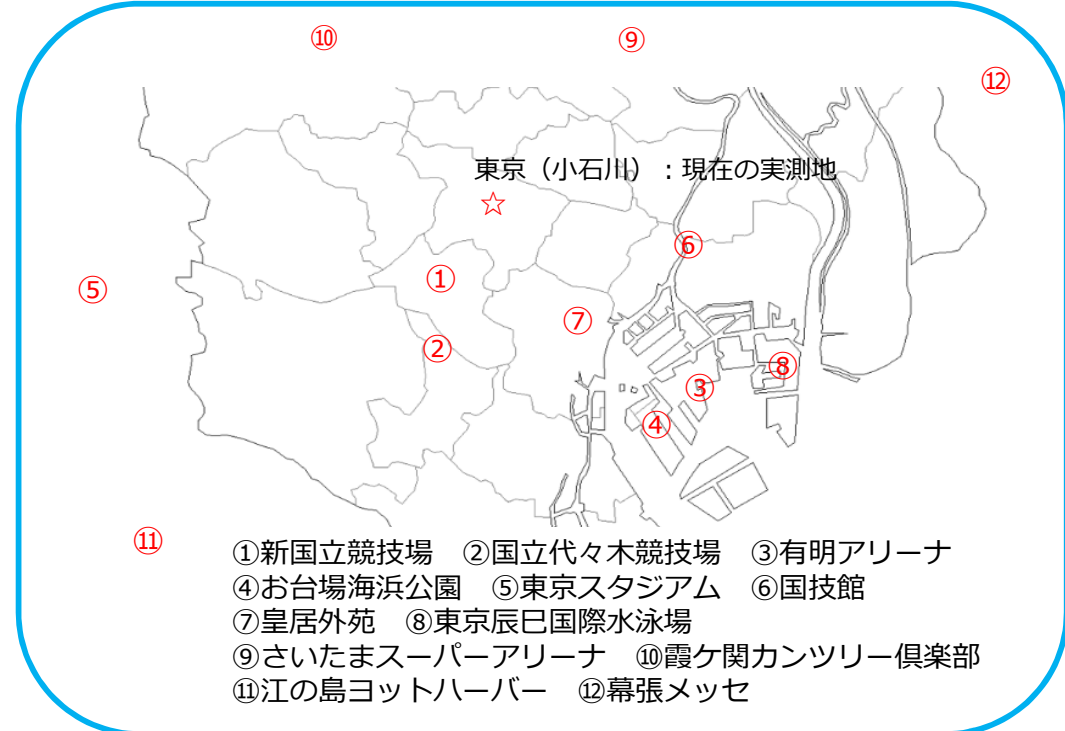 ⑩
⑨
⑫
東京（小石川）：現在の実測地
☆
⑥
①
⑤
⑦
②
⑧
③
④
⑪
①新国立競技場　②国立代々木競技場　③有明アリーナ
④お台場海浜公園　⑤東京スタジアム　⑥国技館
⑦皇居外苑　⑧東京辰巳国際水泳場
⑨さいたまスーパーアリーナ　⑩霞ケ関カンツリー倶楽部
⑪江の島ヨットハーバー　⑫幕張メッセ